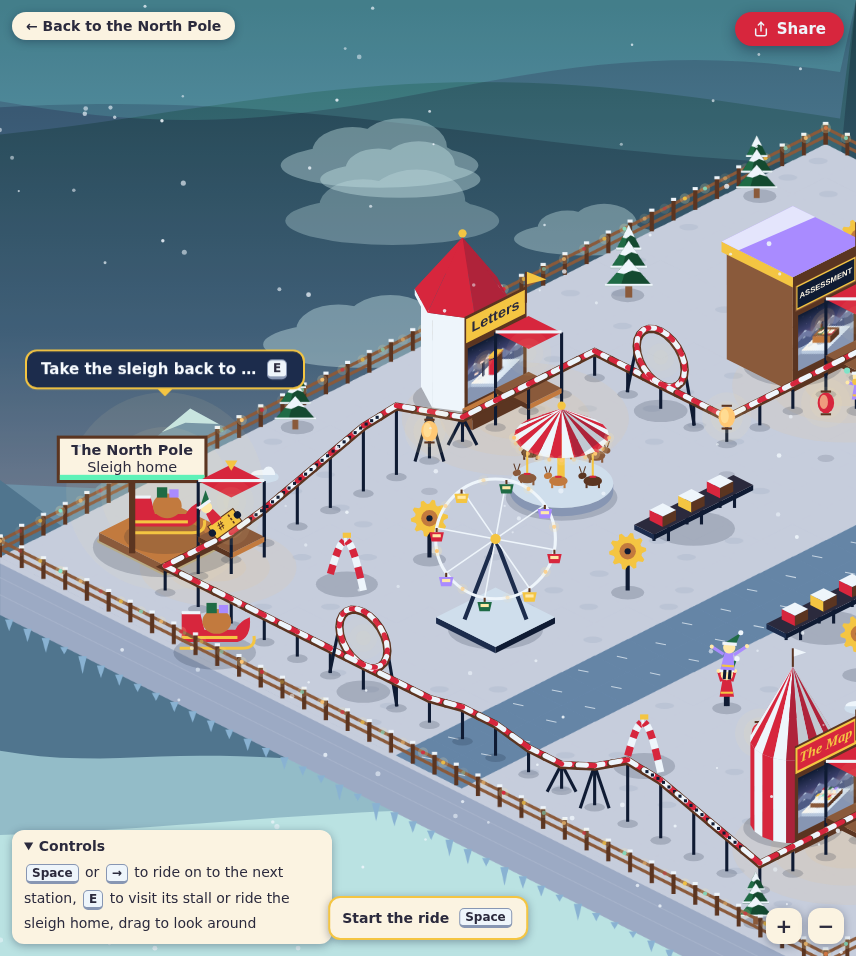 ← Back to the North Pole
Share
ASSESSMENT
Letters
Take the sleigh back to ... E
The North Pole
Sleigh home
#
The Map
▼ Controls
Space or → to ride on to the next
station, E to visit its stall or ride the
sleigh home, drag to look around
Start the ride Space
+ −